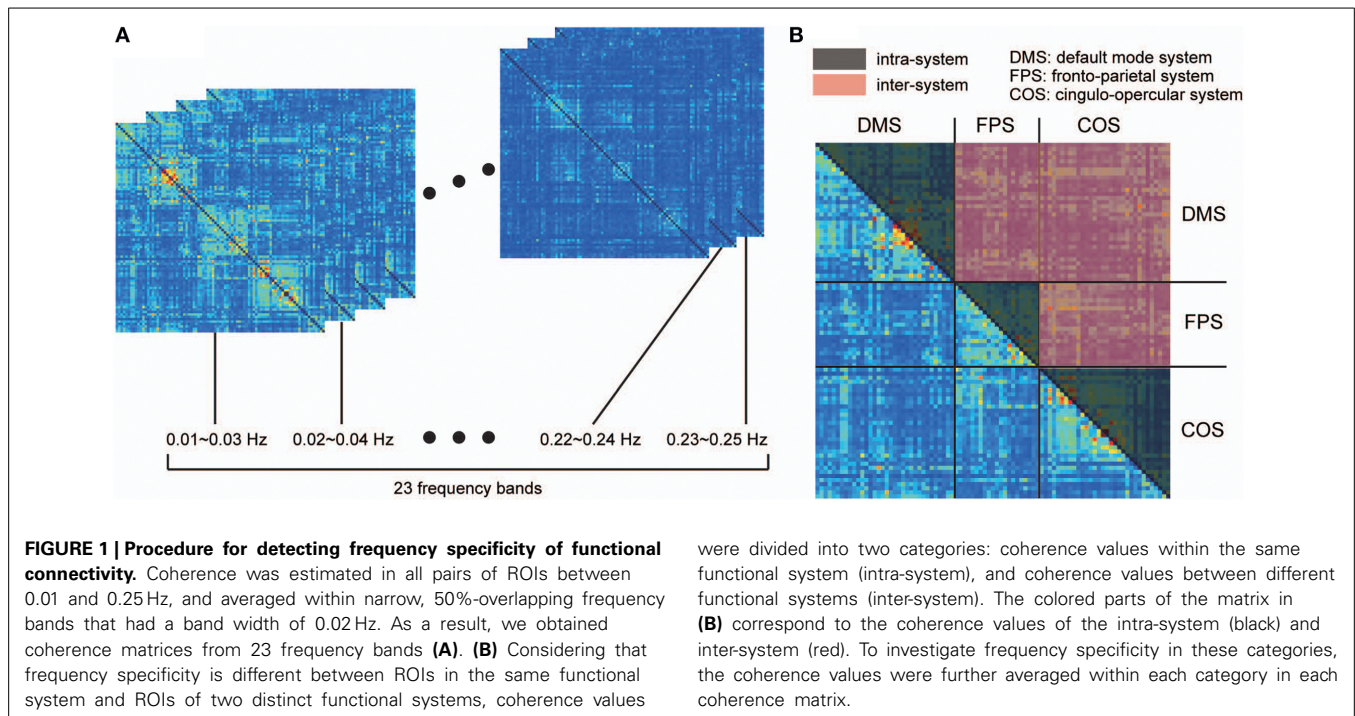 A
B
intra-system
inter-system
DMS: default mode system
FPS: fronto-parietal system
COS: cingulo-opercular system
DMS FPS COS
DMS
FPS
COS
0.01~0.03 Hz 0.02~0.04 Hz 0.22~0.24 Hz 0.23~0.25 Hz
23 frequency bands
FIGURE 1 | Procedure for detecting frequency specificity of functional
connectivity. Coherence was estimated in all pairs of ROIs between
0.01 and 0.25 Hz, and averaged within narrow, 50%-overlapping frequency
bands that had a band width of 0.02 Hz. As a result, we obtained
coherence matrices from 23 frequency bands (A). (B) Considering that
frequency specificity is different between ROIs in the same functional
system and ROIs of two distinct functional systems, coherence values
were divided into two categories: coherence values within the same
functional system (intra-system), and coherence values between different
functional systems (inter-system). The colored parts of the matrix in
(B) correspond to the coherence values of the intra-system (black) and
inter-system (red). To investigate frequency specificity in these categories,
the coherence values were further averaged within each category in each
coherence matrix.